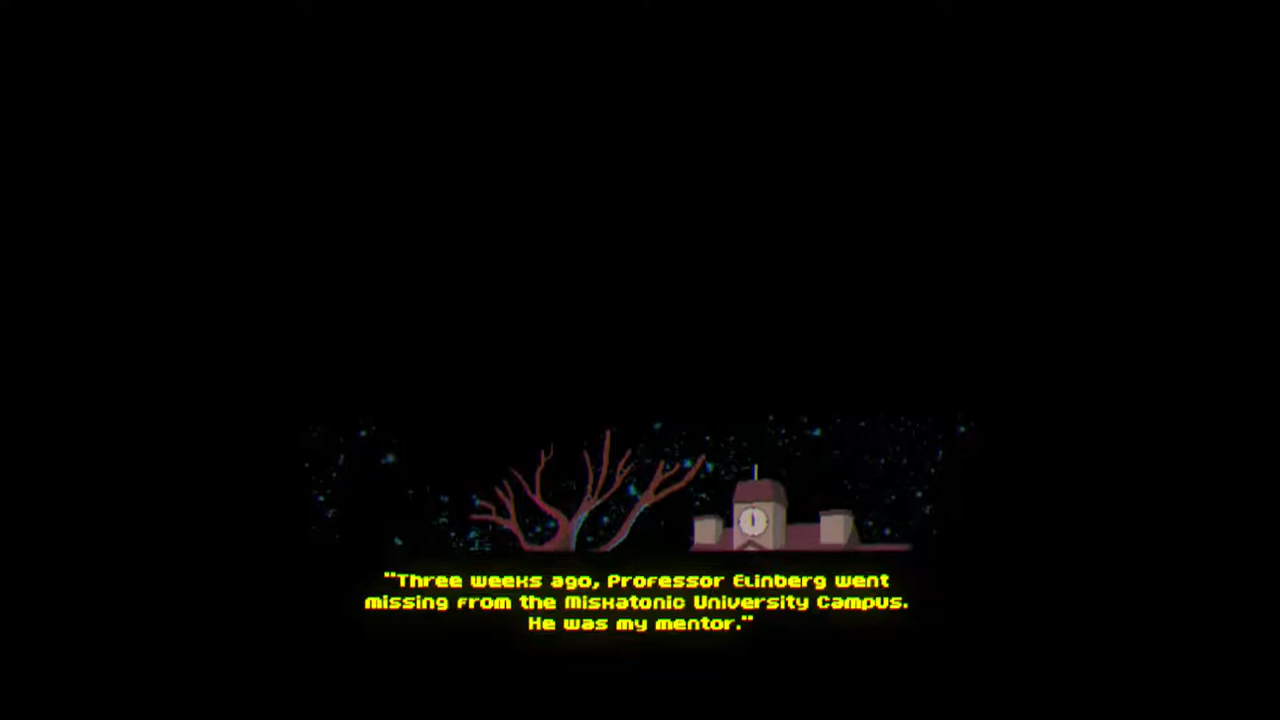 "Three weeks ago, Professor Elinberg went
missing from the Miskatonic University Campus.
He was my mentor."